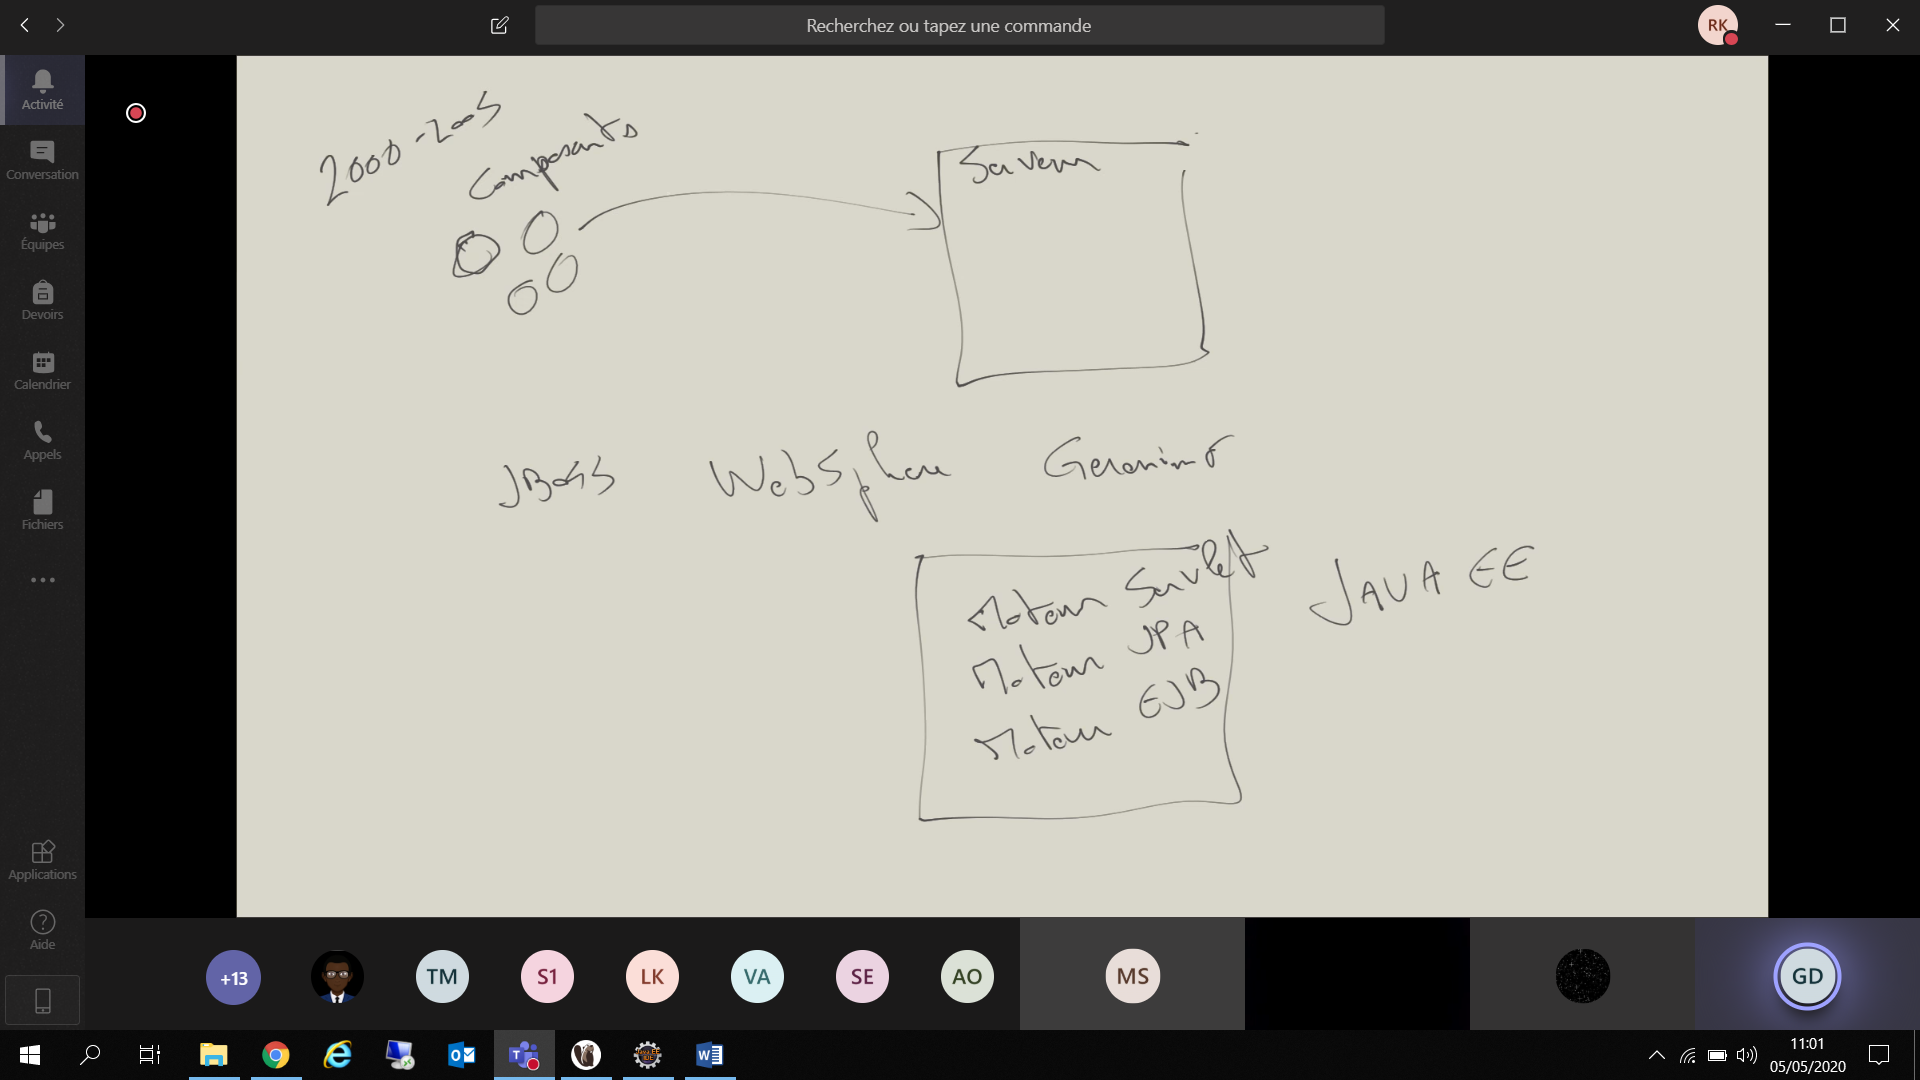 Recherchez ou tapez une commande
RK
Activité
Conversation
Équipes
Devoirs
Calendrier
Appels
Fichiers
Applications
Aide
2000-2005
Composants
Serveur
JBoss WebSphere Geronimo
JAVA EE
Moteur Servlet
Moteur JPA
Moteur EJB
+13
TM
S1
LK
VA
SE
AO
MS
GD
11:01
05/05/2020